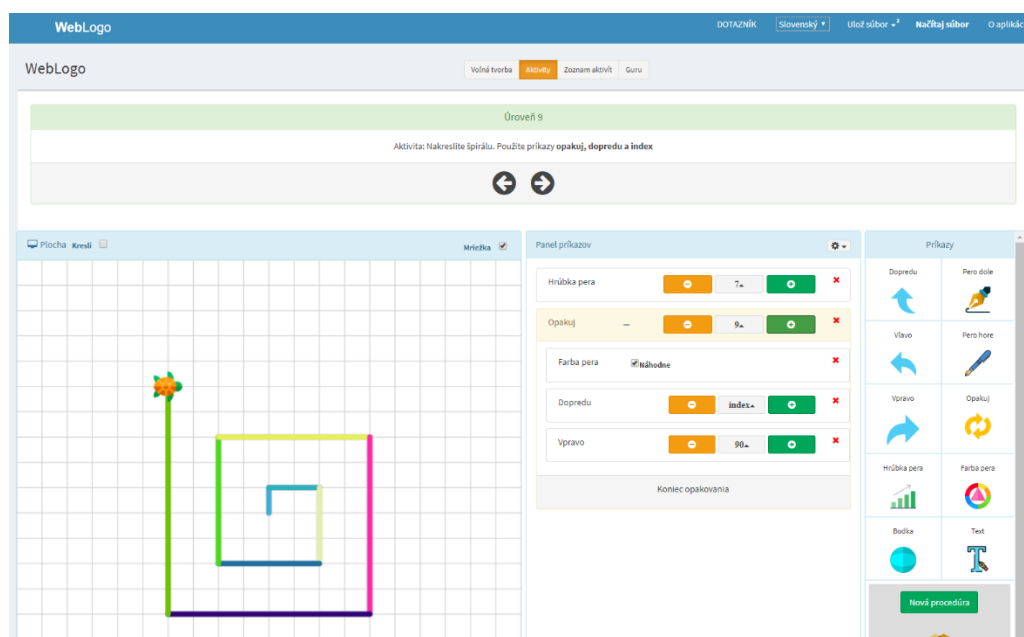 WebLogo
DOTAZNÍK
Slovenský
Ulož súbor
Načítaj súbor
O aplikác
WebLogo
Voľná tvorba
Aktivity
Zoznam aktivít
Guru
Úroveň 9
Aktivita: Nakreslite špirálu. Použite príkazy opakuj, dopredu a index
Plocha Kreslí
Mriežka
Panel príkazov
Hrúbka pera
7
Opakuj
–
9
Farba pera
Náhodne
Dopredu
index
Vpravo
90
Koniec opakovania
Príkazy
Dopredu
Pero dole
Vľavo
Pero hore
Vpravo
Opakuj
Hrúbka pera
Farba pera
Bodka
Text
Nová procedúra